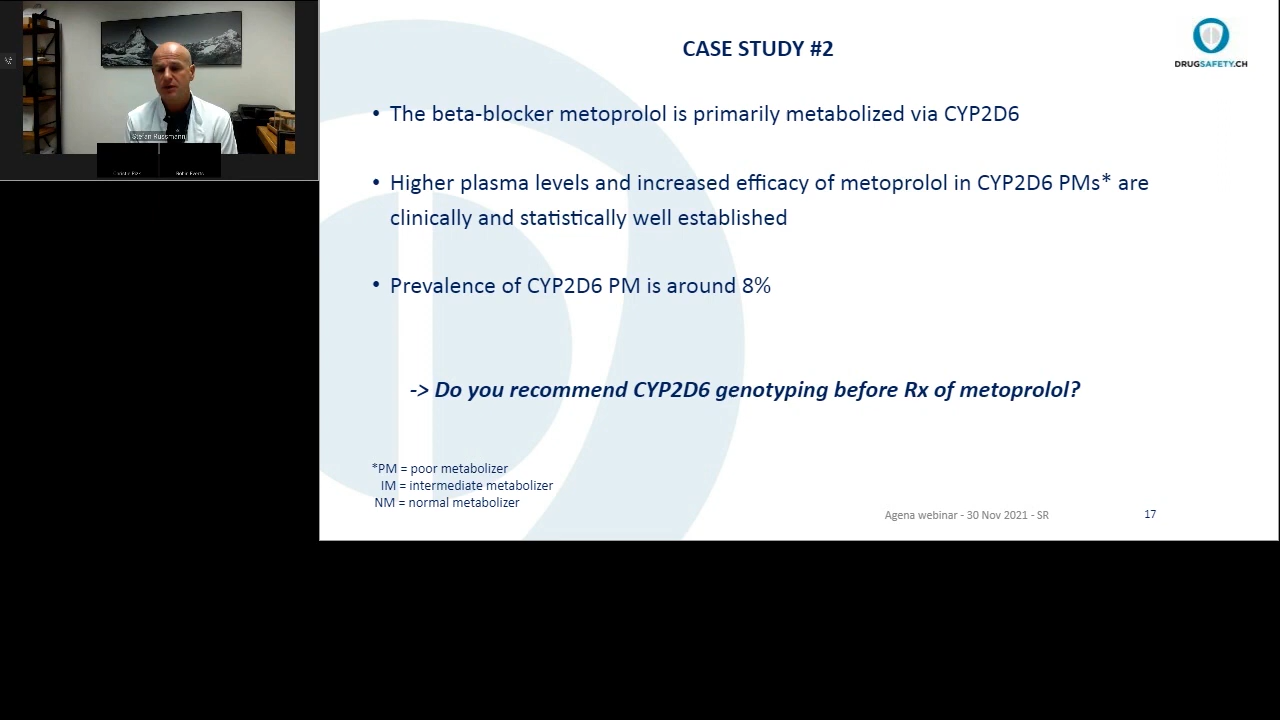 CASE STUDY #2
DRUGSAFETY.CH
• The beta-blocker metoprolol is primarily metabolized via CYP2D6
• Higher plasma levels and increased efficacy of metoprolol in CYP2D6 PMs* are
clinically and statistically well established
• Prevalence of CYP2D6 PM is around 8%
-> Do you recommend CYP2D6 genotyping before Rx of metoprolol?
*PM = poor metabolizer
IM = intermediate metabolizer
NM = normal metabolizer
Agena webinar - 30 Nov 2021 - SR
17
Stefan Russmann